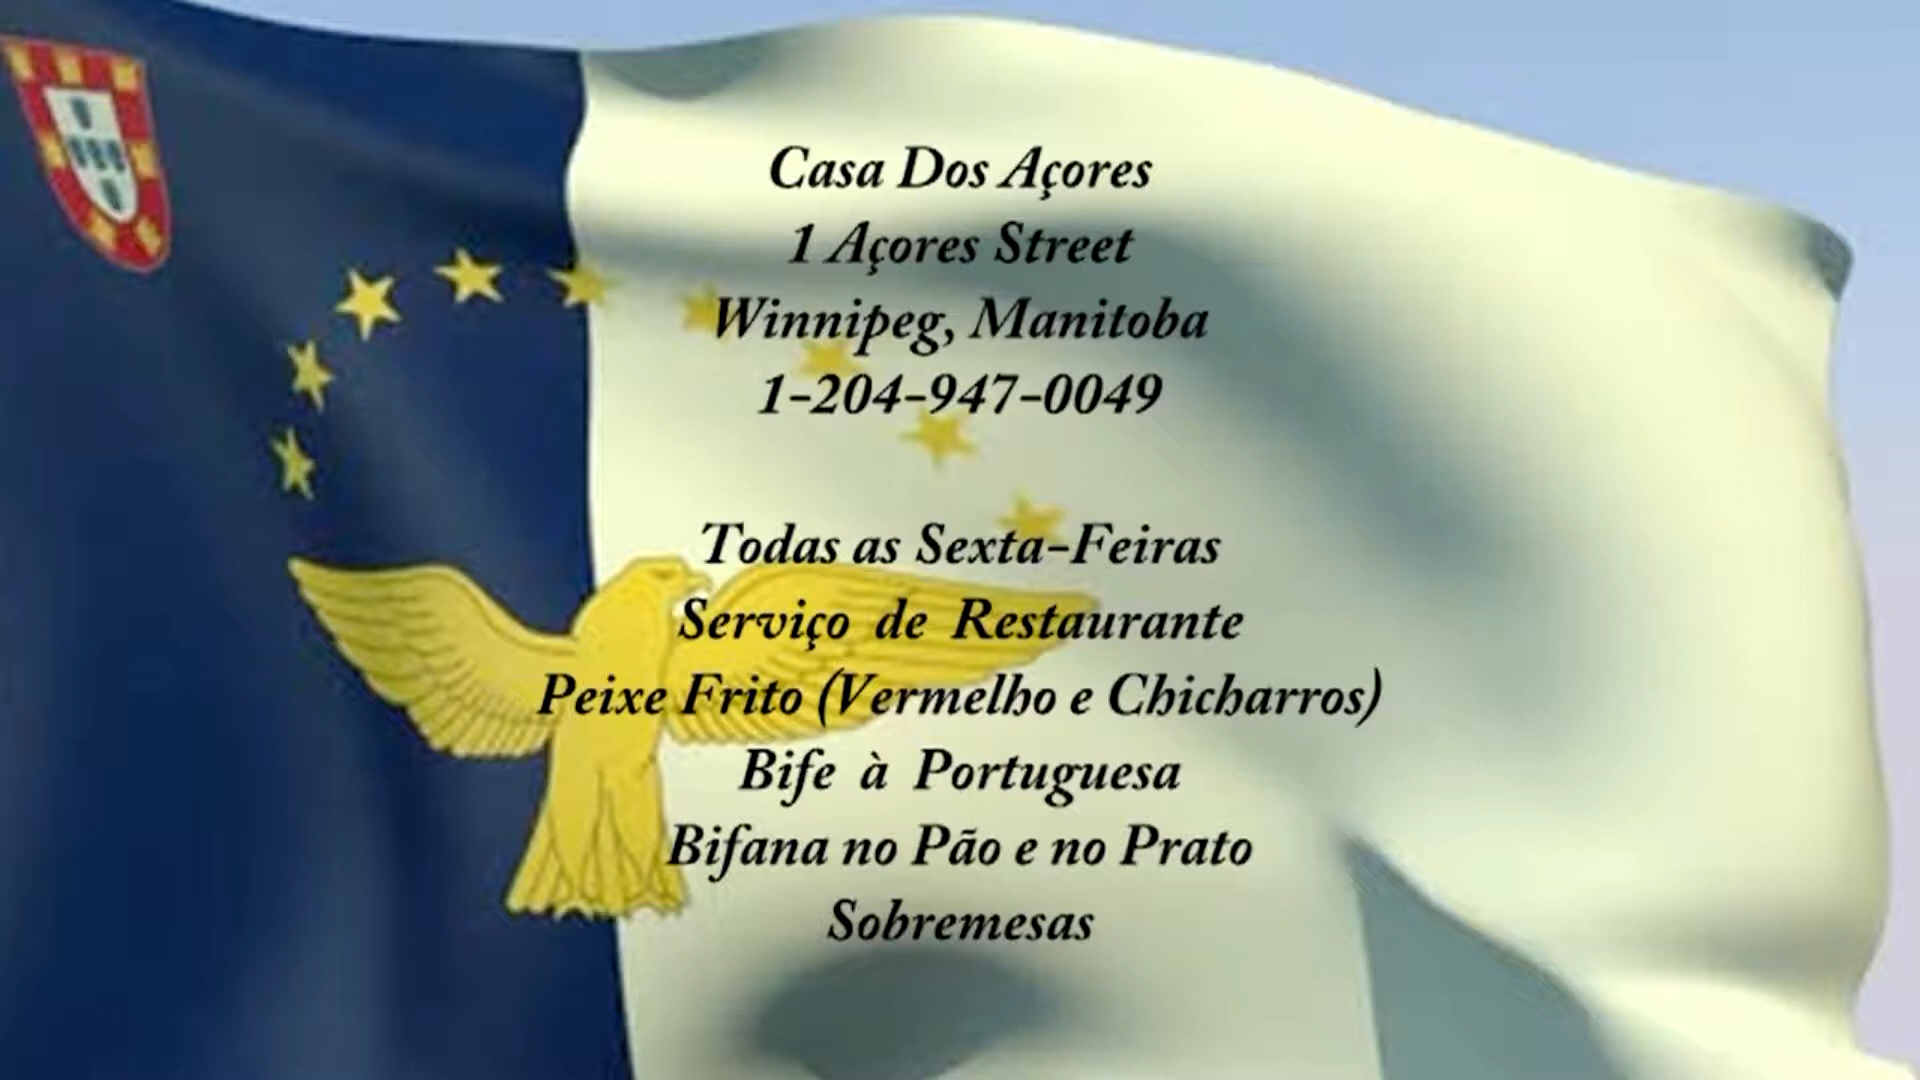 Casa Dos Açores
1 Açores Street
Winnipeg, Manitoba
1-204-947-0049
Todas as Sexta-Feiras
Serviço de Restaurante
Peixe Frito (Vermelho e Chicharros)
Bife à Portuguesa
Bifana no Pão e no Prato
Sobremesas